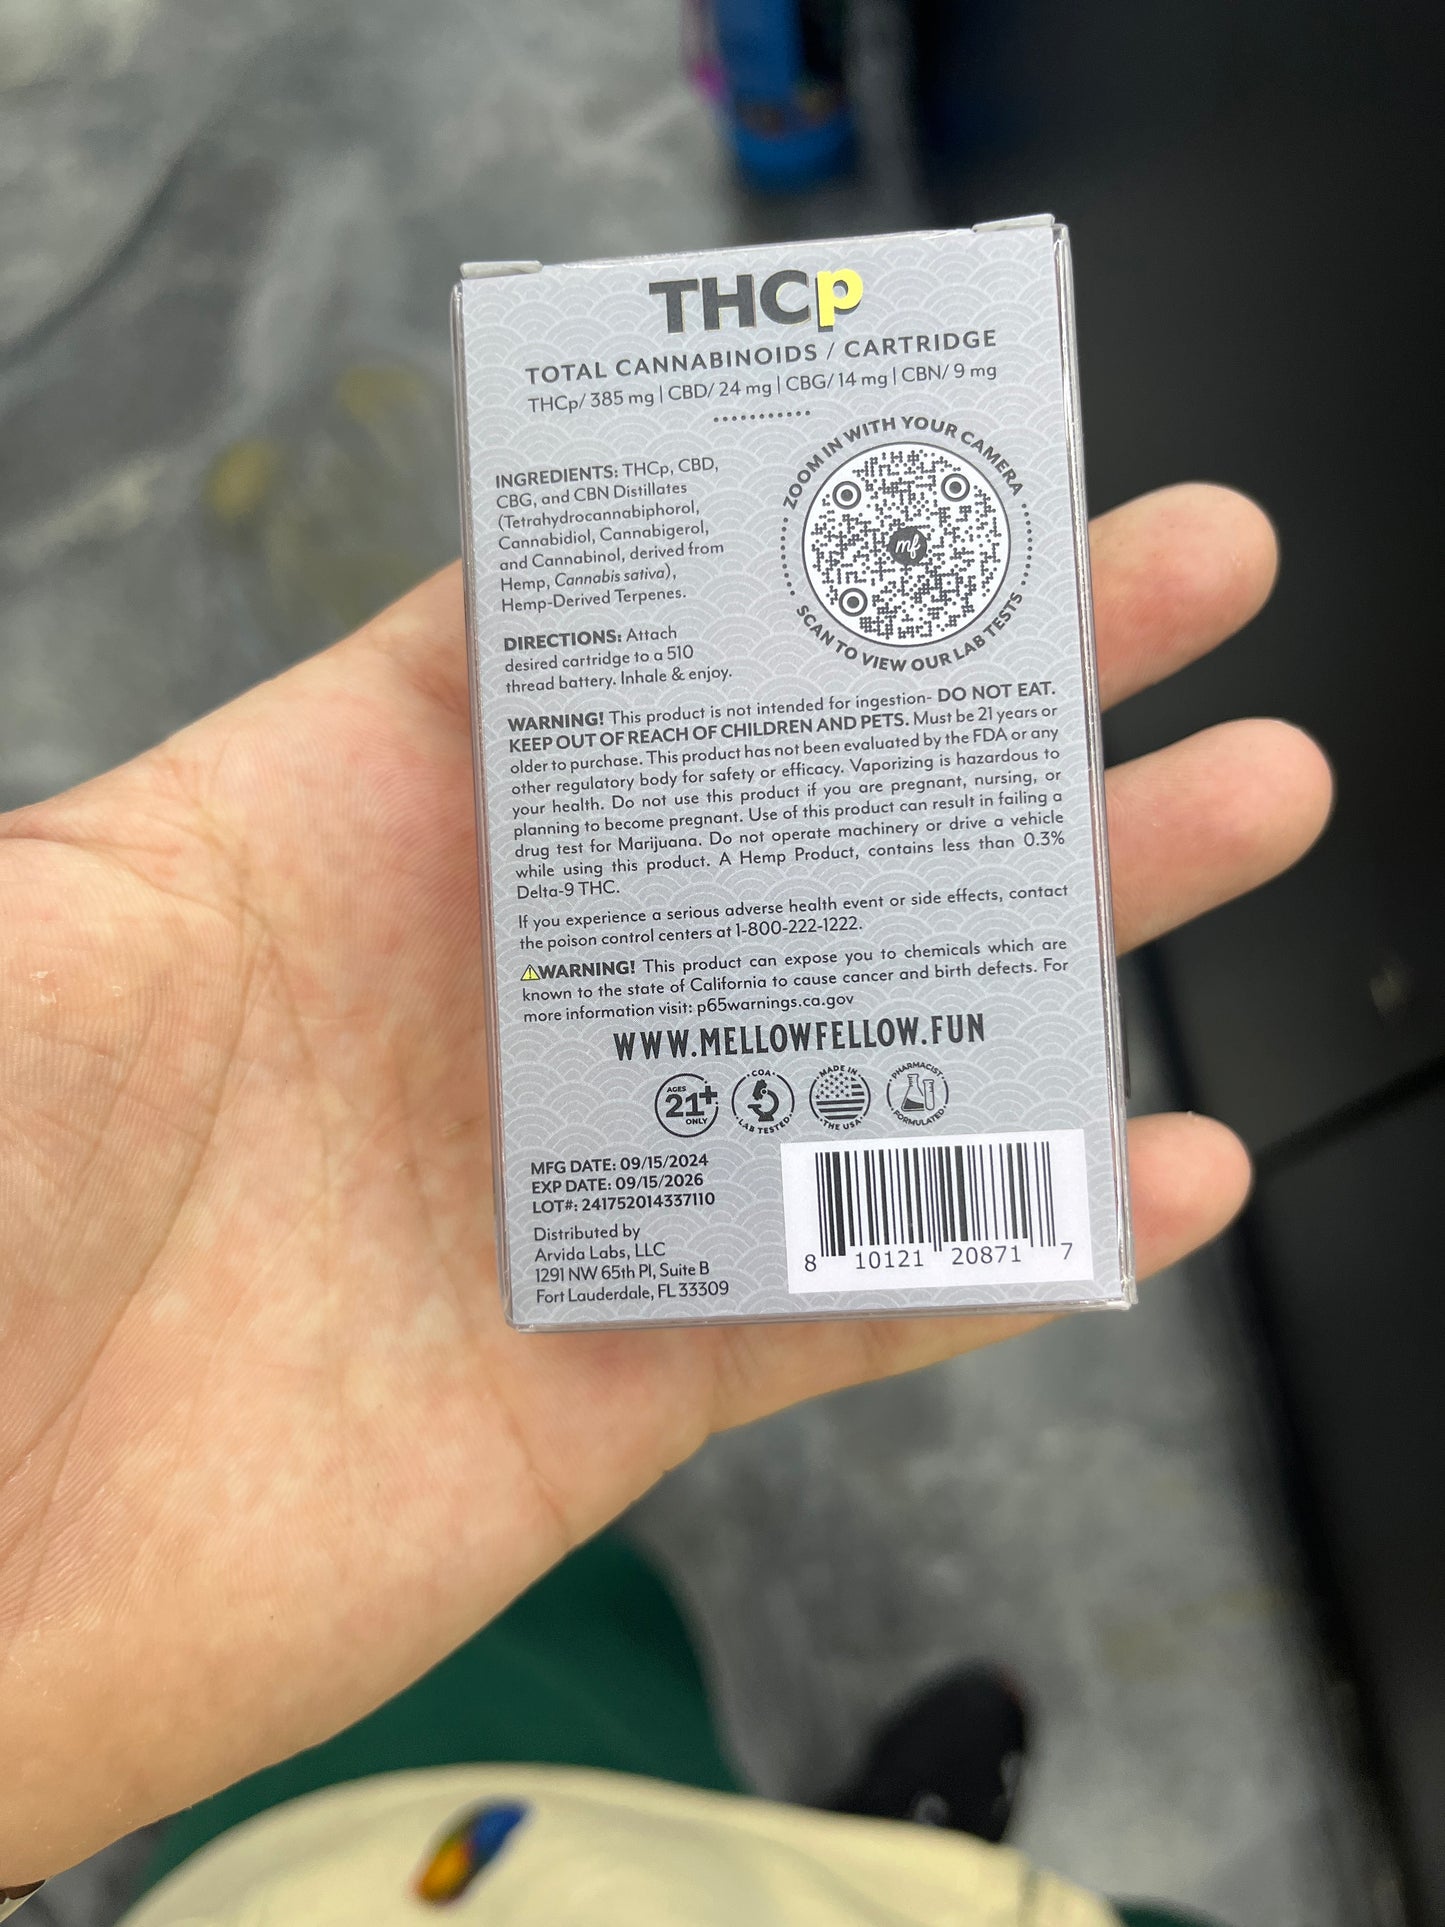 THCp
TOTAL CANNABINOIDS / CARTRIDGE
THCp/ 385 mg | CBD/ 24 mg | CBG/ 14 mg | CBN/ 9 mg
INGREDIENTS: THCp, CBD,
CBG, and CBN Distillates
(Tetrahydrocannabiphorol,
Cannabidiol, Cannabigerol,
and Cannabinol, derived from
Hemp, Cannabis sativa),
Hemp-Derived Terpenes.
DIRECTIONS: Attach
desired cartridge to a 510
thread battery. Inhale & enjoy.
ZOOM IN WITH YOUR CAMERA
mf
SCAN TO VIEW OUR LAB TESTS
WARNING! This product is not intended for ingestion- DO NOT EAT.
KEEP OUT OF REACH OF CHILDREN AND PETS. Must be 21 years or
older to purchase. This product has not been evaluated by the FDA or any
other regulatory body for safety or efficacy. Vaporizing is hazardous to
your health. Do not use this product if you are pregnant, nursing, or
planning to become pregnant. Use of this product can result in failing a
drug test for Marijuana. Do not operate machinery or drive a vehicle
while using this product. A Hemp Product, contains less than 0.3%
Delta-9 THC.
If you experience a serious adverse health event or side effects, contact
the poison control centers at 1-800-222-1222.
⚠WARNING! This product can expose you to chemicals which are
known to the state of California to cause cancer and birth defects. For
more information visit: p65warnings.ca.gov
WWW.MELLOWFELLOW.FUN
AGES
21+
ONLY
COA
LAB TESTED
MADE IN
THE USA
PHARMACIST
FORMULATED
MFG DATE: 09/15/2024
EXP DATE: 09/15/2026
LOT#: 241752014337110
Distributed by
Arvida Labs, LLC
1291 NW 65th Pl, Suite B
Fort Lauderdale, FL 33309
8 10121 20871 7